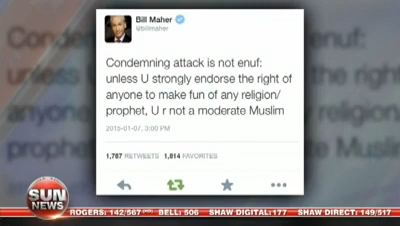 Bill Maher
@billmaher
Condemning attack is not enuf:
unless U strongly endorse the right of
anyone to make fun of any religion/
prophet, U r not a moderate Muslim
2015-01-07, 3:00 PM
1,787 RETWEETS 1,814 FAVORITES
SUN
NEWS
ROGERS: 142/567 BELL: 506 SHAW DIGITAL:177 SHAW DIRECT: 149/517